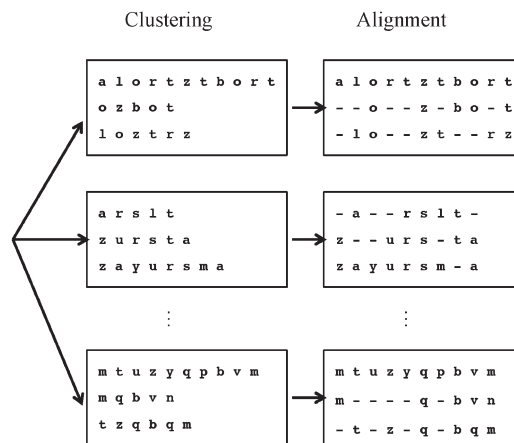 Clustering
Alignment
a l o r t z t b o r t
o z b o t
l o z t r z
a l o r t z t b o r t
- - o - - z - b o - t
- l o - - z t - - r z
a r s l t
z u r s t a
z a y u r s m a
- a - - r s l t -
z - - u r s - t a
z a y u r s m - a
⋮
⋮
m t u z y q p b v m
m q b v n
t z q b q m
m t u z y q p b v m
m - - - - q - b v n
- t - z - q - b q m